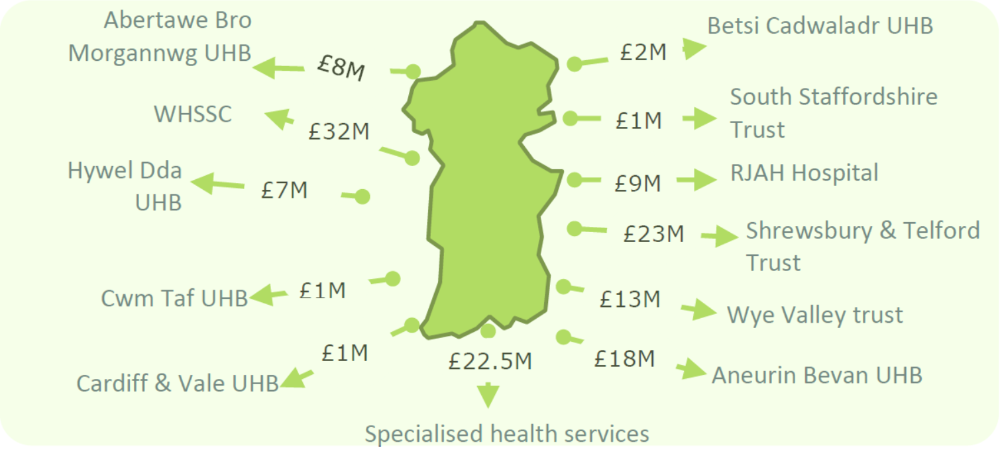 Abertawe Bro
Morgannwg UHB
£8M
WHSSC
£32M
Hywel Dda
UHB
£7M
Cwm Taf UHB
£1M
Cardiff & Vale UHB
£1M
£22.5M
Specialised health services
£2M
Betsi Cadwaladr UHB
£1M
South Staffordshire
Trust
£9M
RJAH Hospital
£23M
Shrewsbury & Telford
Trust
£13M
Wye Valley trust
£18M
Aneurin Bevan UHB